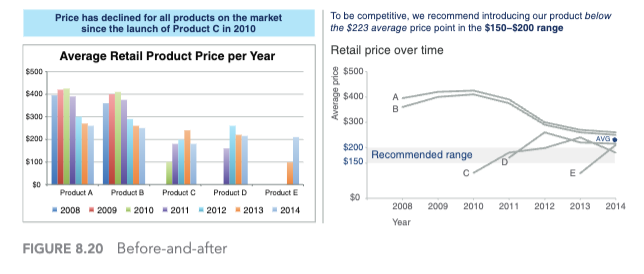 Price has declined for all products on the market
since the launch of Product C in 2010
Average Retail Product Price per Year
$500
$400
$300
$200
$100
$0
Product A Product B Product C Product D Product E
2008 2009 2010 2011 2012 2013 2014
To be competitive, we recommend introducing our product below
the $223 average price point in the $150–$200 range
Retail price over time
Average price
$500
$400
$300
$200
$150
$0
A
B
C
D
E
AVG
Recommended range
2008 2009 2010 2011 2012 2013 2014
Year
FIGURE 8.20 Before-and-after